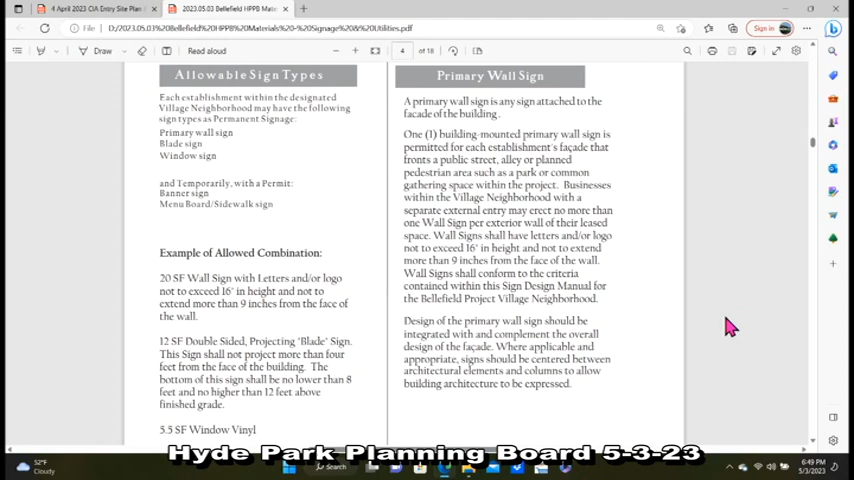 4 April 2023 CIA Entry Site Plan
2023.05.03 Bellefield HPPB Mate
File
D:/2023.05.03%20Bellefield%20HPPB%20Materials%20-%20Signage%20&%20Utilities.pdf
Sign in
Draw
Read aloud
4
of 18
Allowable Sign Types
Each establishment within the designated
Village Neighborhood may have the following
sign types as Permanent Signage:
Primary wall sign
Blade sign
Window sign
and Temporarily, with a Permit:
Banner sign
Menu Board/Sidewalk sign
Example of Allowed Combination:
20 SF Wall Sign with Letters and/or logo
not to exceed 16" in height and not to
extend more than 9 inches from the face of
the wall.
12 SF Double Sided, Projecting "Blade" Sign.
This Sign shall not project more than four
feet from the face of the building. The
bottom of this sign shall be no lower than 8
feet and no higher than 12 feet above
finished grade.
5.5 SF Window Vinyl
Primary Wall Sign
A primary wall sign is any sign attached to the
facade of the building .
One (1) building-mounted primary wall sign is
permitted for each establishment's façade that
fronts a public street, alley or planned
pedestrian area such as a park or common
gathering space within the project. Businesses
within the Village Neighborhood with a
separate external entry may erect no more than
one Wall Sign per exterior wall of their leased
space. Wall Signs shall have letters and/or logo
not to exceed 16" in height and not to extend
more than 9 inches from the face of the wall.
Wall Signs shall conform to the criteria
contained within this Sign Design Manual for
the Bellefield Project Village Neighborhood.
Design of the primary wall sign should be
integrated with and complement the overall
design of the façade. Where applicable and
appropriate, signs should be centered between
architectural elements and columns to allow
building architecture to be expressed.
Hyde Park Planning Board 5-3-23
52°F
Cloudy
Search
6:49 PM
5/3/2023